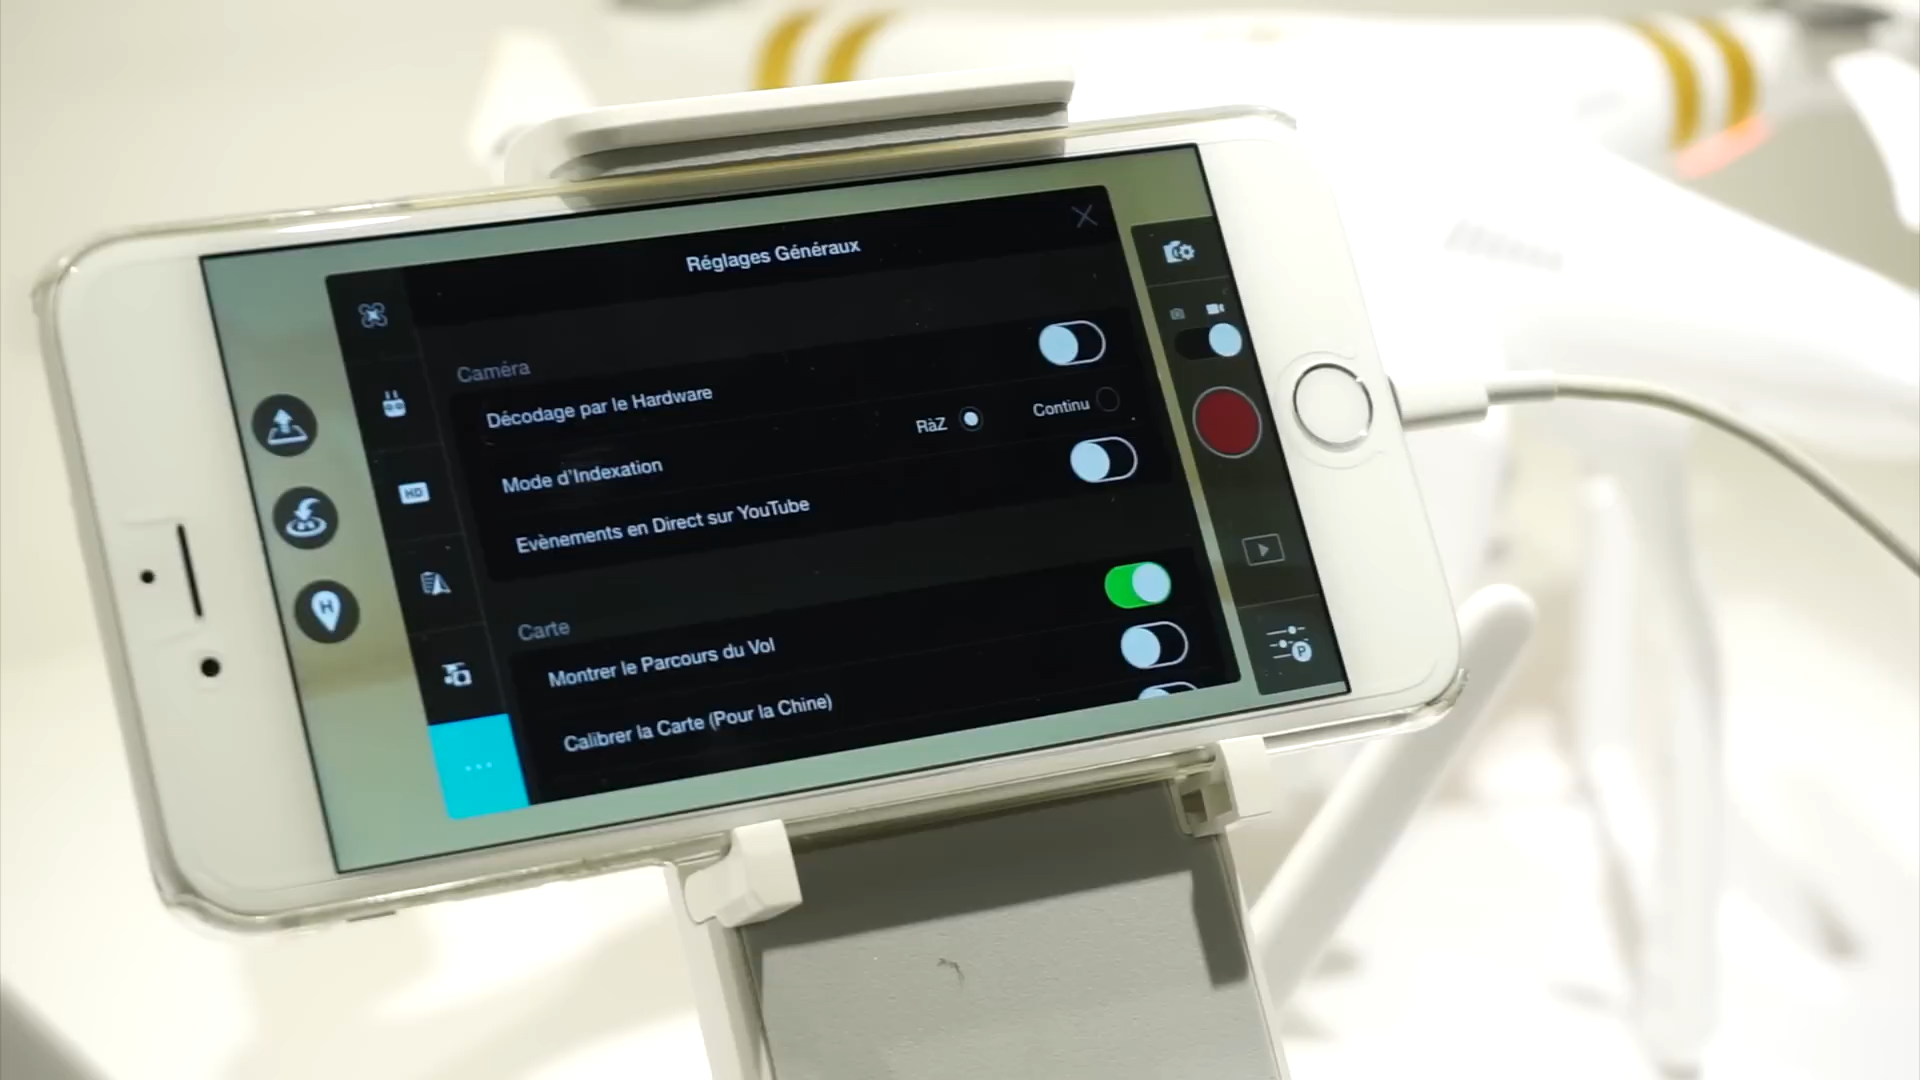 Réglages Généraux
Caméra
Décodage par le Hardware
Mode d'Indexation RàZ Continu
Evènements en Direct sur YouTube
Carte
Montrer le Parcours du Vol
Calibrer la Carte (Pour la Chine)
HD
H
P